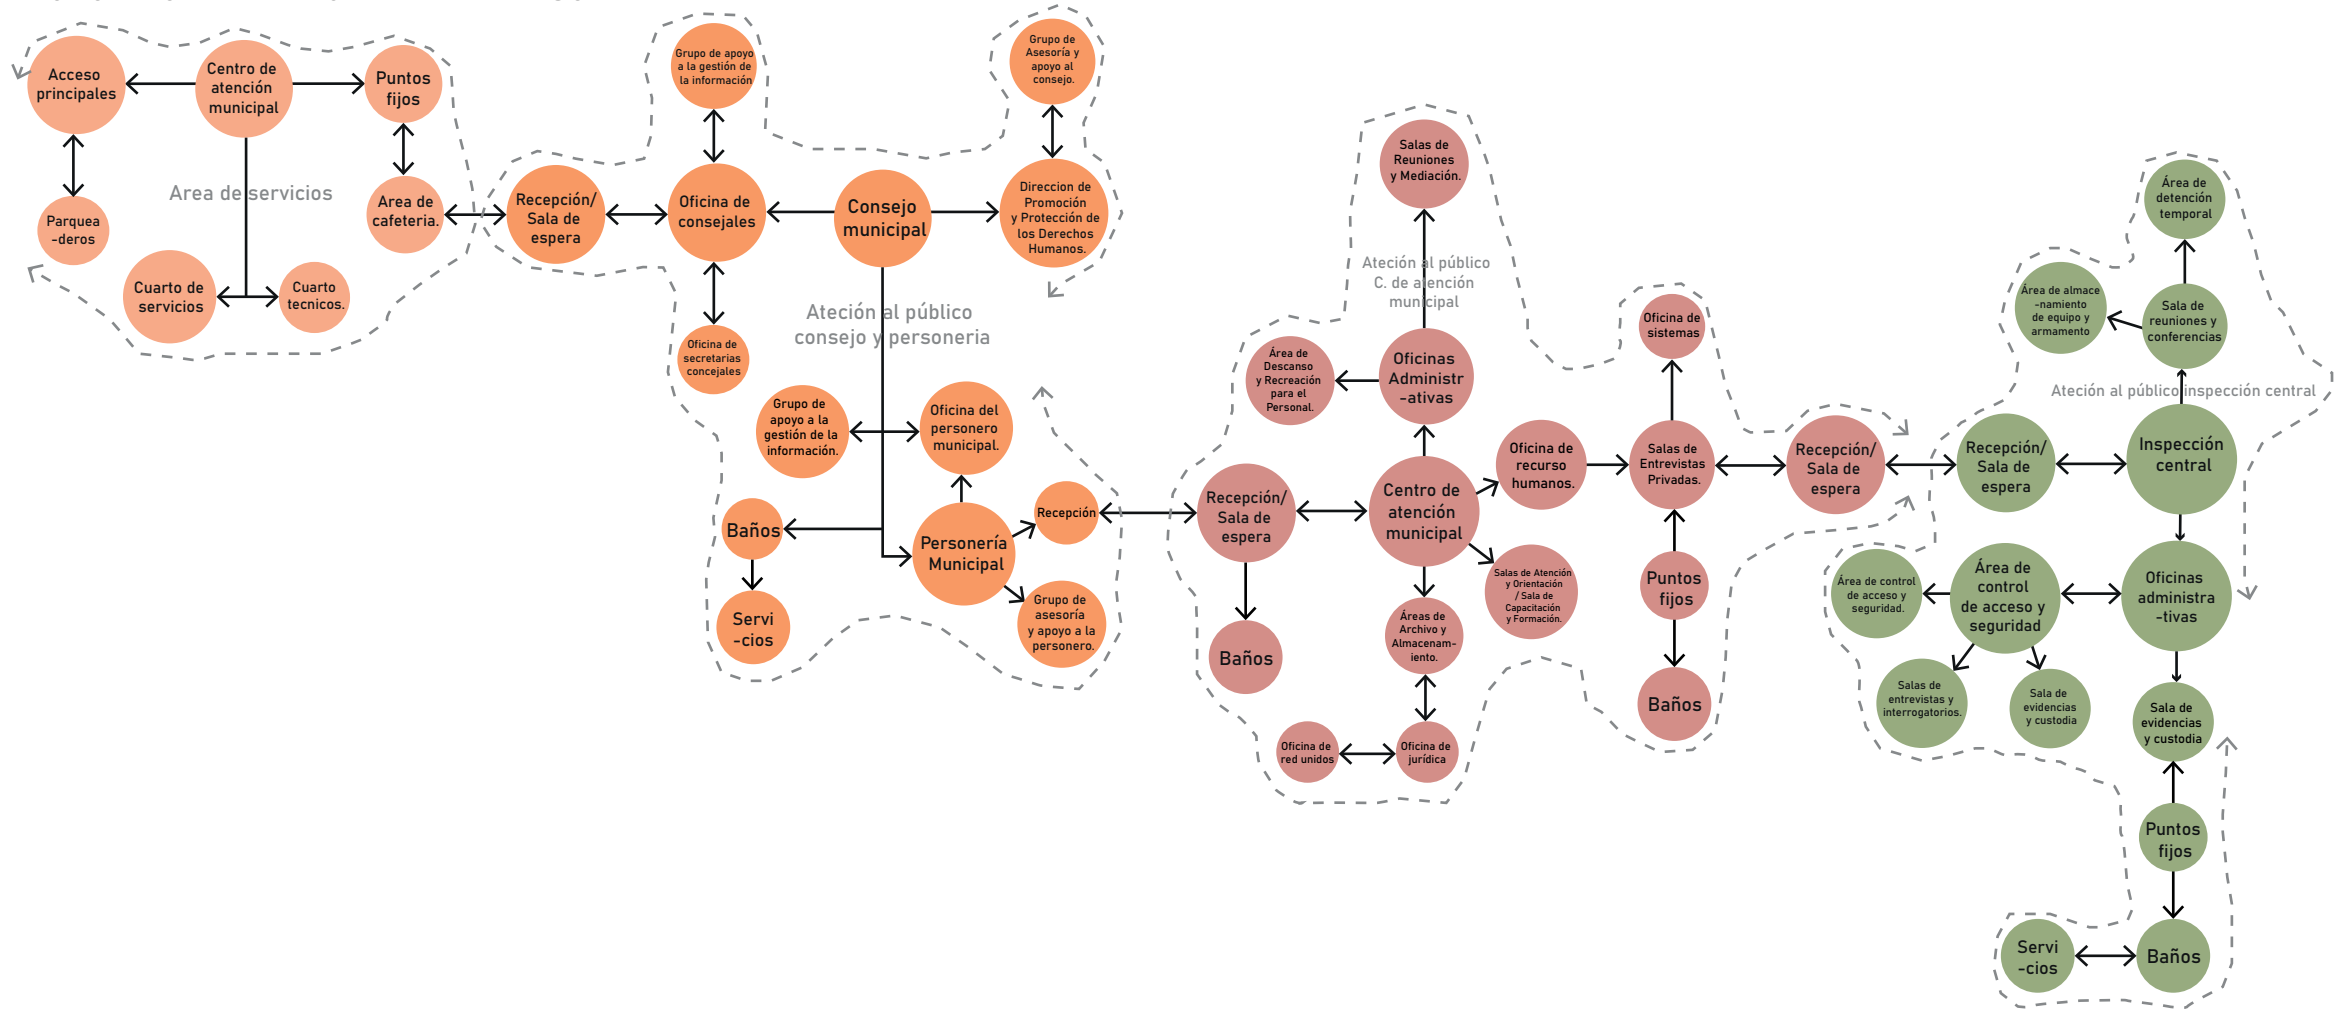 Acceso
principales
Centro de
atención
municipal
Puntos
fijos
Area de servicios
Parquea
-deros
Area de
cafeteria.
Cuarto de
servicios
Cuarto
tecnicos.
Grupo de apoyo
a la gestión de
la información
Grupo de
Asesoría y
apoyo al
consejo.
Recepción/
Sala de
espera
Oficina de
consejales
Consejo
municipal
Direccion de
Promoción
y Protección de
los Derechos
Humanos.
Ateción al público
consejo y personeria
Oficina de
secretarias
concejales
Grupo de
apoyo a la
gestión de la
información.
Oficina del
personero
municipal.
Baños
Servi
-cios
Personería
Municipal
Recepción
Grupo de
asesoría
y apoyo a la
personero.
Salas de
Reuniones
y Mediación.
Ateción al público
C. de atención
municipal
Área de
Descanso
y Recreación
para el
Personal.
Oficinas
Administr
-ativas
Oficina de
sistemas
Recepción/
Sala de
espera
Centro de
atención
municipal
Oficina de
recurso
humanos.
Salas de
Entrevistas
Privadas.
Recepción/
Sala de
espera
Salas de Atención
y Orientación
/ Sala de
Capacitación
y Formación.
Puntos
fijos
Baños
Áreas de
Archivo y
Almacenam-
iento.
Baños
Oficina de
red unidos
Oficina de
jurídica
Área de
detención
temporal
Área de almace
-namiento
de equipo y
armamento
Sala de
reuniones y
conferencias
Ateción al público inspección central
Recepción/
Sala de
espera
Inspección
central
Área de control
de acceso y
seguridad.
Área de
control
de acceso y
seguridad
Oficinas
administra
-tivas
Salas de
entrevistas y
interrogatorios.
Sala de
evidencias
y custodia
Sala de
evidencias
y custodia
Puntos
fijos
Servi
-cios
Baños